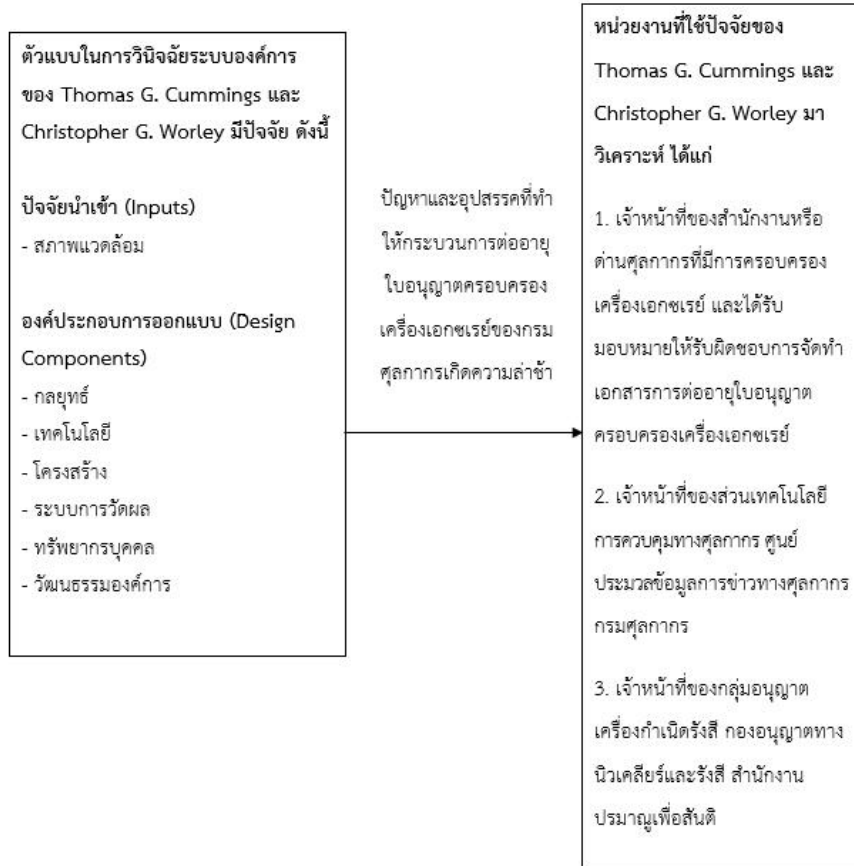 ตัวแบบในการวินิจฉัยระบบองค์การ
ของ Thomas G. Cummings และ
Christopher G. Worley มีปัจจัย ดังนี้
ปัจจัยนำเข้า (Inputs)
- สภาพแวดล้อม
องค์ประกอบการออกแบบ (Design
Components)
- กลยุทธ์
- เทคโนโลยี
- โครงสร้าง
- ระบบการวัดผล
- ทรัพยากรบุคคล
- วัฒนธรรมองค์การ
ปัญหาและอุปสรรคที่ทำ
ให้กระบวนการต่ออายุ
ใบอนุญาตครอบครอง
เครื่องเอกซเรย์ของกรม
ศุลกากรเกิดความล่าช้า
หน่วยงานที่ใช้ปัจจัยของ
Thomas G. Cummings และ
Christopher G. Worley มา
วิเคราะห์ ได้แก่
1. เจ้าหน้าที่ของสำนักงานหรือ
ด่านศุลกากรที่มีการครอบครอง
เครื่องเอกซเรย์ และได้รับ
มอบหมายให้รับผิดชอบการจัดทำ
เอกสารการต่ออายุใบอนุญาต
ครอบครองเครื่องเอกซเรย์
2. เจ้าหน้าที่ของส่วนเทคโนโลยี
การควบคุมทางศุลกากร ศูนย์
ประมวลข้อมูลการข่าวทางศุลกากร
กรมศุลกากร
3. เจ้าหน้าที่ของกลุ่มอนุญาต
เครื่องกำเนิดรังสี กองอนุญาตทาง
นิวเคลียร์และรังสี สำนักงาน
ปรมาณูเพื่อสันติ